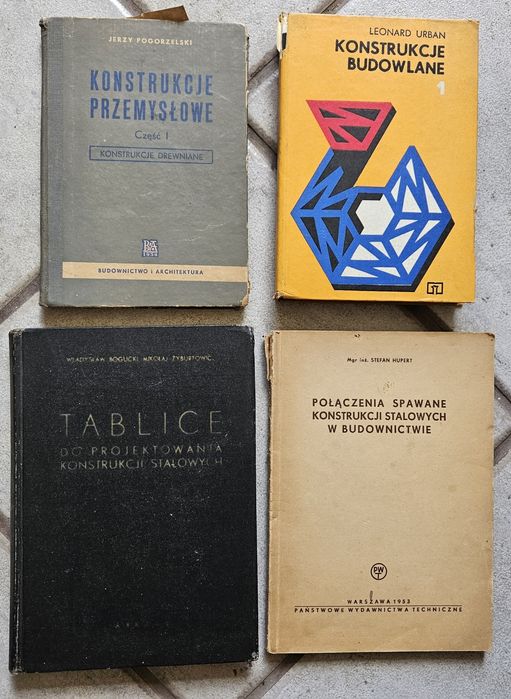 JERZY POGORZELSKI
KONSTRUKCJE
PRZEMYSŁOWE
Część I
KONSTRUKCJE DREWNIANE
BUDOWNICTWO I ARCHITEKTURA
LEONARD URBAN
KONSTRUKCJE
BUDOWLANE
1
WŁADYSŁAW BOGUCKI MIKOŁAJ ŻYBURTOWICZ
TABLICE
DO PROJEKTOWANIA
KONSTRUKCJI STALOWYCH
Mgr inż. STEFAN HUPERT
POŁĄCZENIA SPAWANE
KONSTRUKCJI STALOWYCH
W BUDOWNICTWIE
PWT
WARSZAWA 1953
PAŃSTWOWE WYDAWNICTWA TECHNICZNE